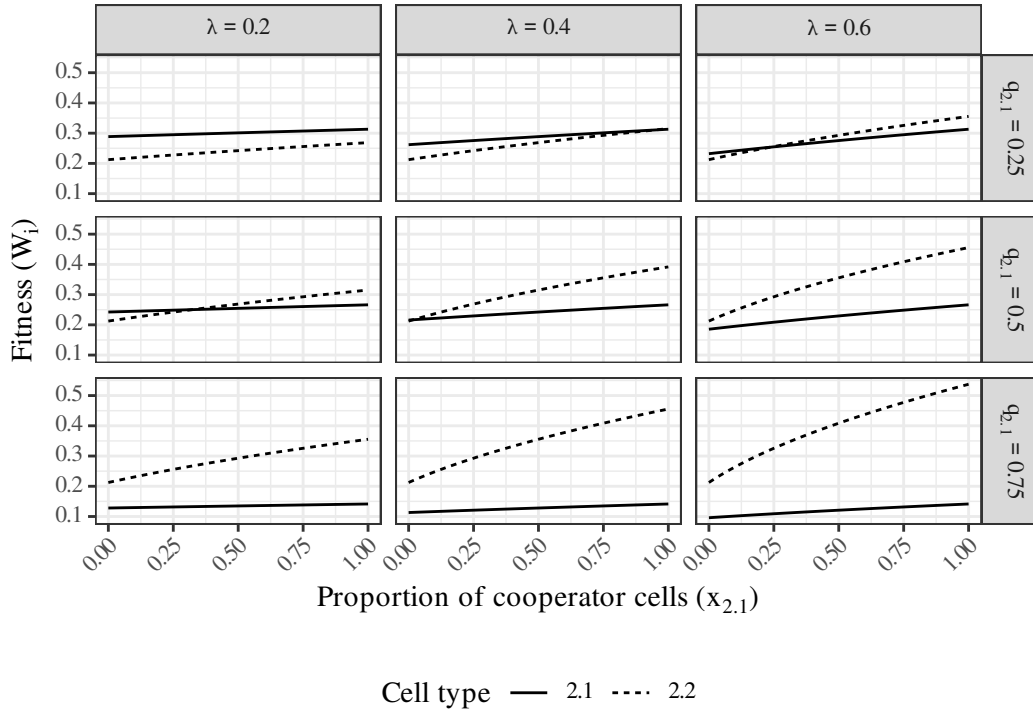 λ = 0.2
λ = 0.4
λ = 0.6
0.5
0.4
0.3
0.2
0.1
q2.1 = 0.25
0.5
0.4
0.3
0.2
0.1
q2.1 = 0.5
0.5
0.4
0.3
0.2
0.1
q2.1 = 0.75
Fitness (Wi)
0.00 0.25 0.50 0.75 1.00
0.00 0.25 0.50 0.75 1.00
0.00 0.25 0.50 0.75 1.00
Proportion of cooperator cells (x2.1)
Cell type 2.1 2.2